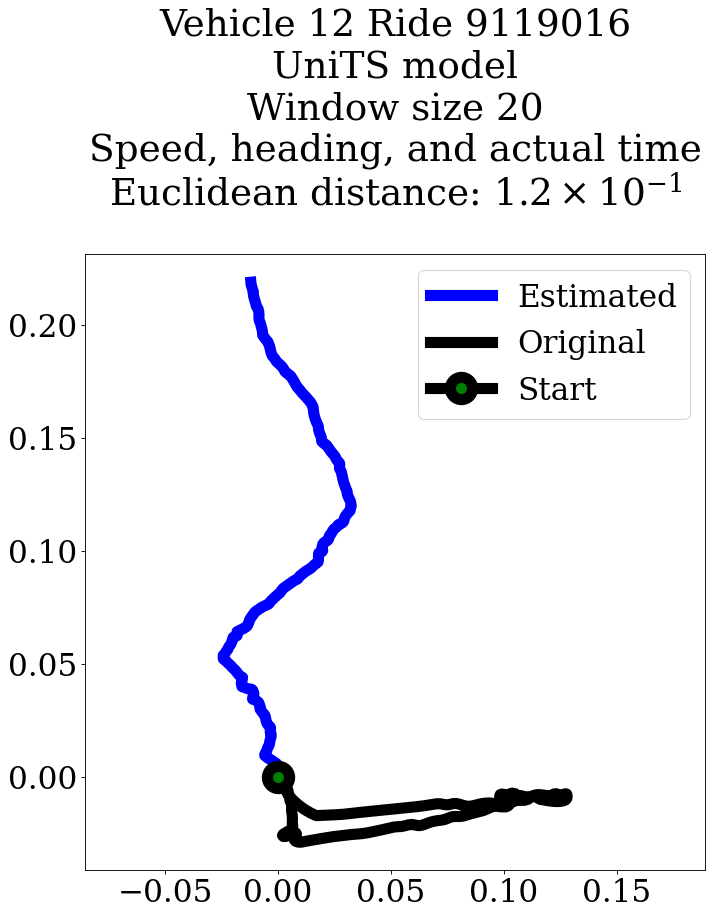 Vehicle 12 Ride 9119016
UniTS model
Window size 20
Speed, heading, and actual time
Euclidean distance: 1.2 × 10⁻¹
Estimated
Original
Start
0.20
0.15
0.10
0.05
0.00
−0.05 0.00 0.05 0.10 0.15